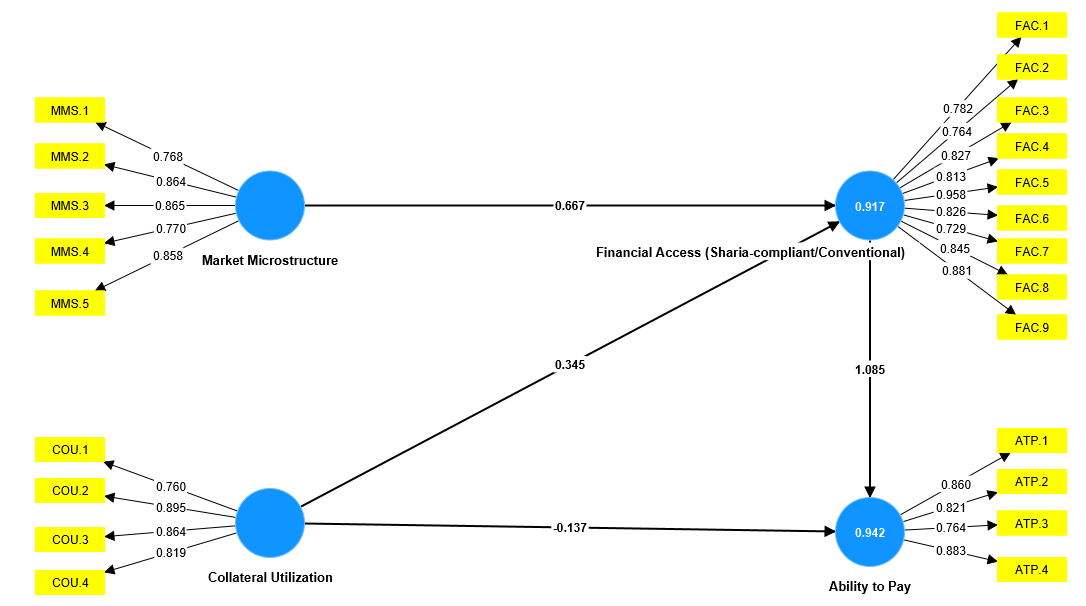 MMS.1
MMS.2
MMS.3
MMS.4
MMS.5
0.768
0.864
0.865
0.770
0.858
Market Microstructure
0.667
0.917
Financial Access (Sharia-compliant/Conventional)
FAC.1
FAC.2
FAC.3
FAC.4
FAC.5
FAC.6
FAC.7
FAC.8
FAC.9
0.782
0.764
0.827
0.813
0.958
0.826
0.729
0.845
0.881
0.345
1.085
COU.1
COU.2
COU.3
COU.4
0.760
0.895
0.864
0.819
Collateral Utilization
-0.137
0.942
Ability to Pay
0.860
0.821
0.764
0.883
ATP.1
ATP.2
ATP.3
ATP.4